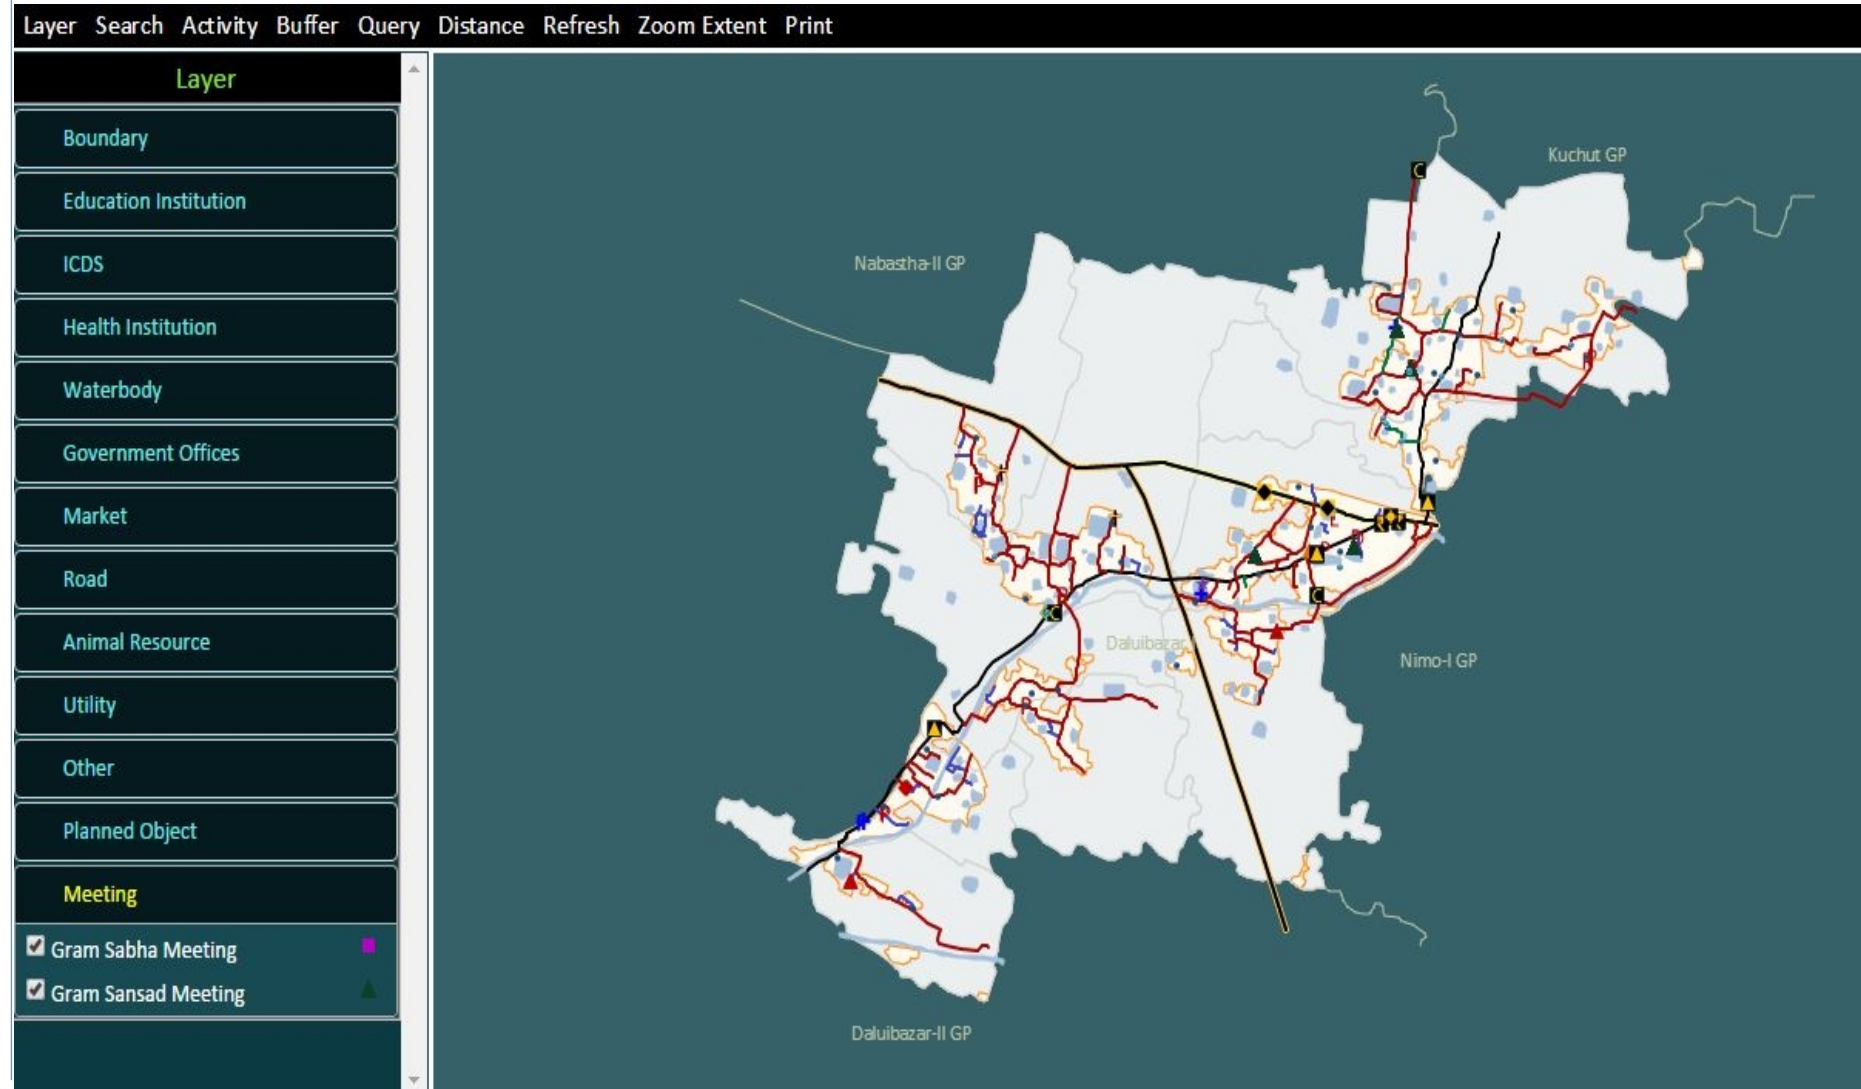 Layer Search Activity Buffer Query Distance Refresh Zoom Extent Print
Layer
Boundary
Education Institution
ICDS
Health Institution
Waterbody
Government Offices
Market
Road
Animal Resource
Utility
Other
Planned Object
Meeting
Gram Sabha Meeting
Gram Sansad Meeting
Kuchut GP
Nabastha-II GP
Daluibazar
Nimo-I GP
Daluibazar-II GP
C
C
C
P
P
P